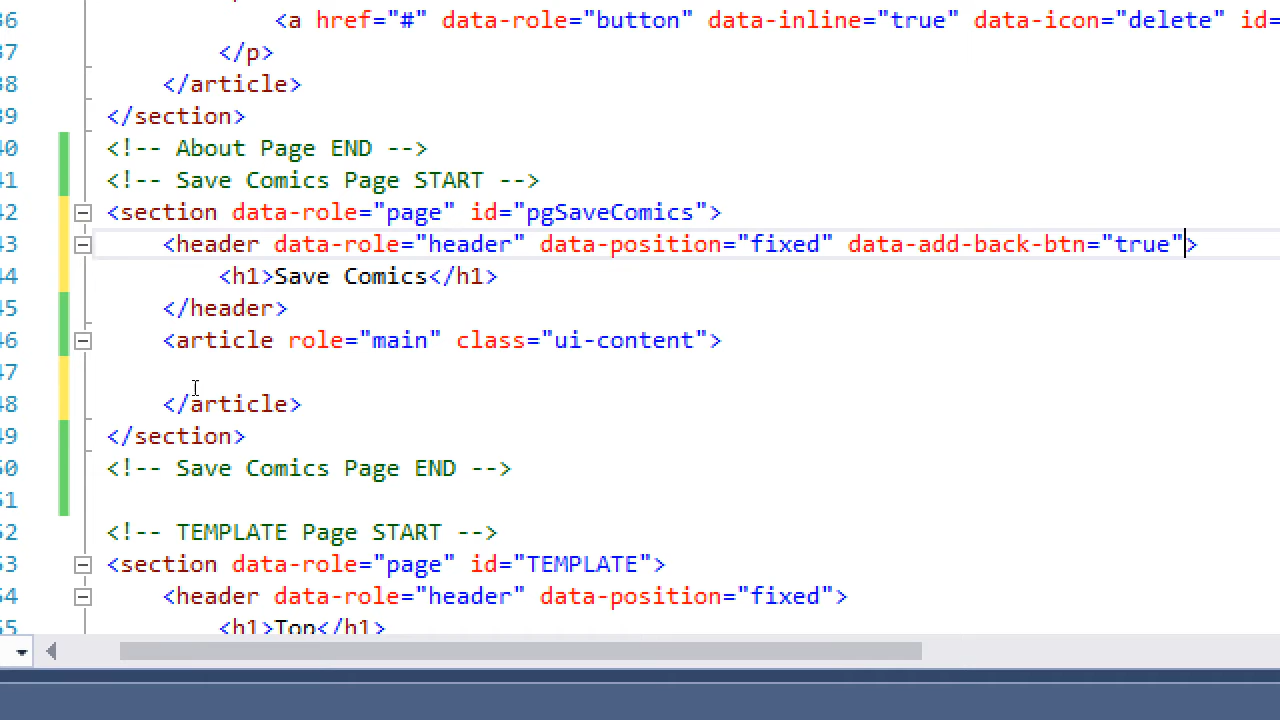 36 <a href="#" data-role="button" data-inline="true" data-icon="delete" id=
37 </p>
38 </article>
39 </section>
40 <!-- About Page END -->
41 <!-- Save Comics Page START -->
42 <section data-role="page" id="pgSaveComics">
43 <header data-role="header" data-position="fixed" data-add-back-btn="true">
44 <h1>Save Comics</h1>
45 </header>
46 <article role="main" class="ui-content">
47
48 </article>
49 </section>
50 <!-- Save Comics Page END -->
51
52 <!-- TEMPLATE Page START -->
53 <section data-role="page" id="TEMPLATE">
54 <header data-role="header" data-position="fixed">
55 <h1>Top</h1>